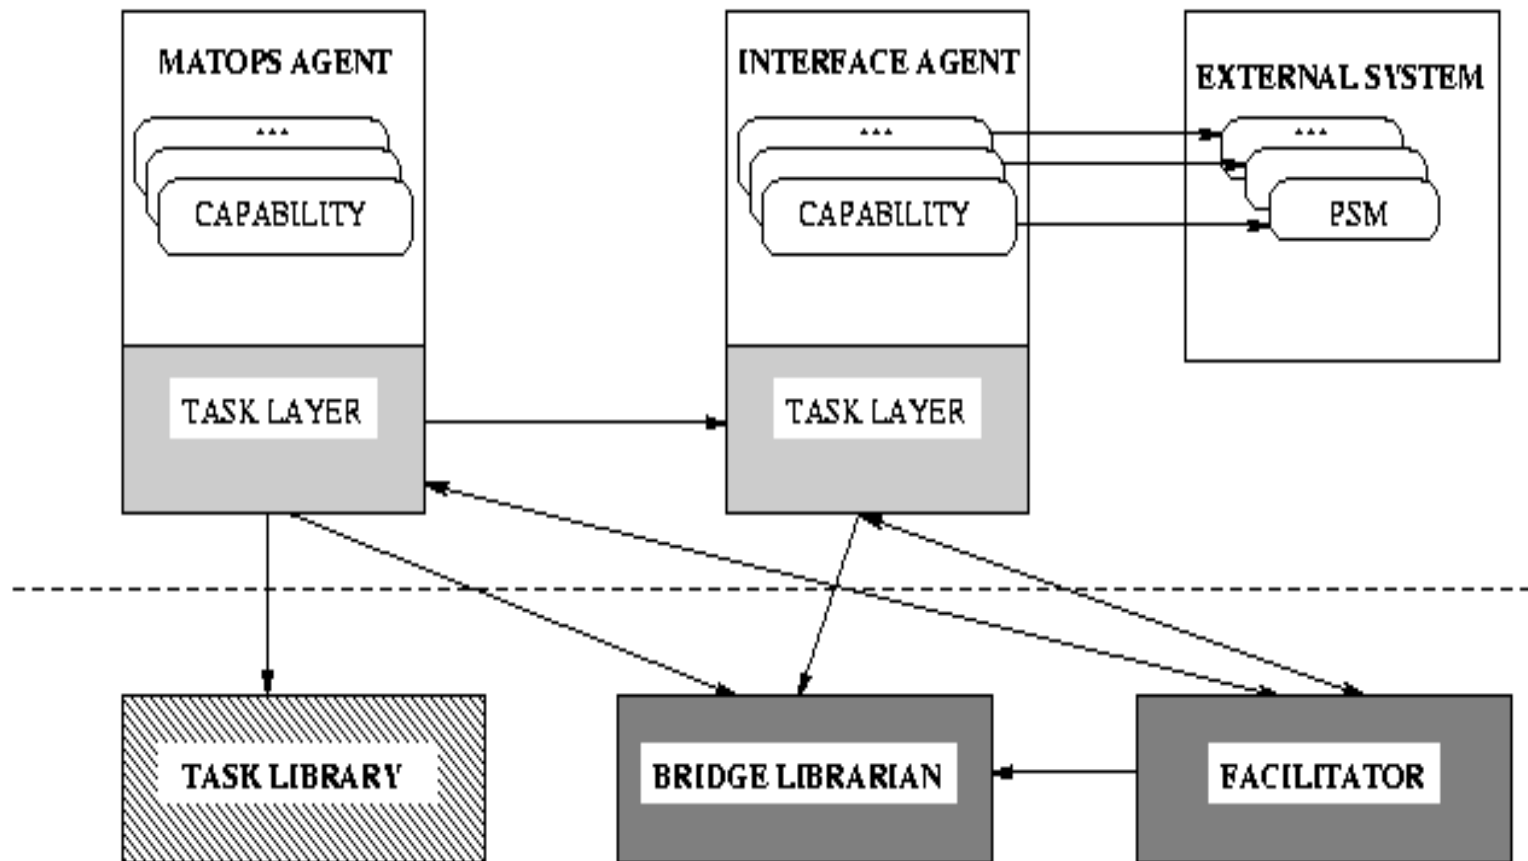 MATOPS AGENT
...
CAPABILITY
TASK LAYER
INTERFACE AGENT
...
CAPABILITY
TASK LAYER
EXTERNAL SYSTEM
...
PSM
TASK LIBRARY
BRIDGE LIBRARIAN
FACILITATOR